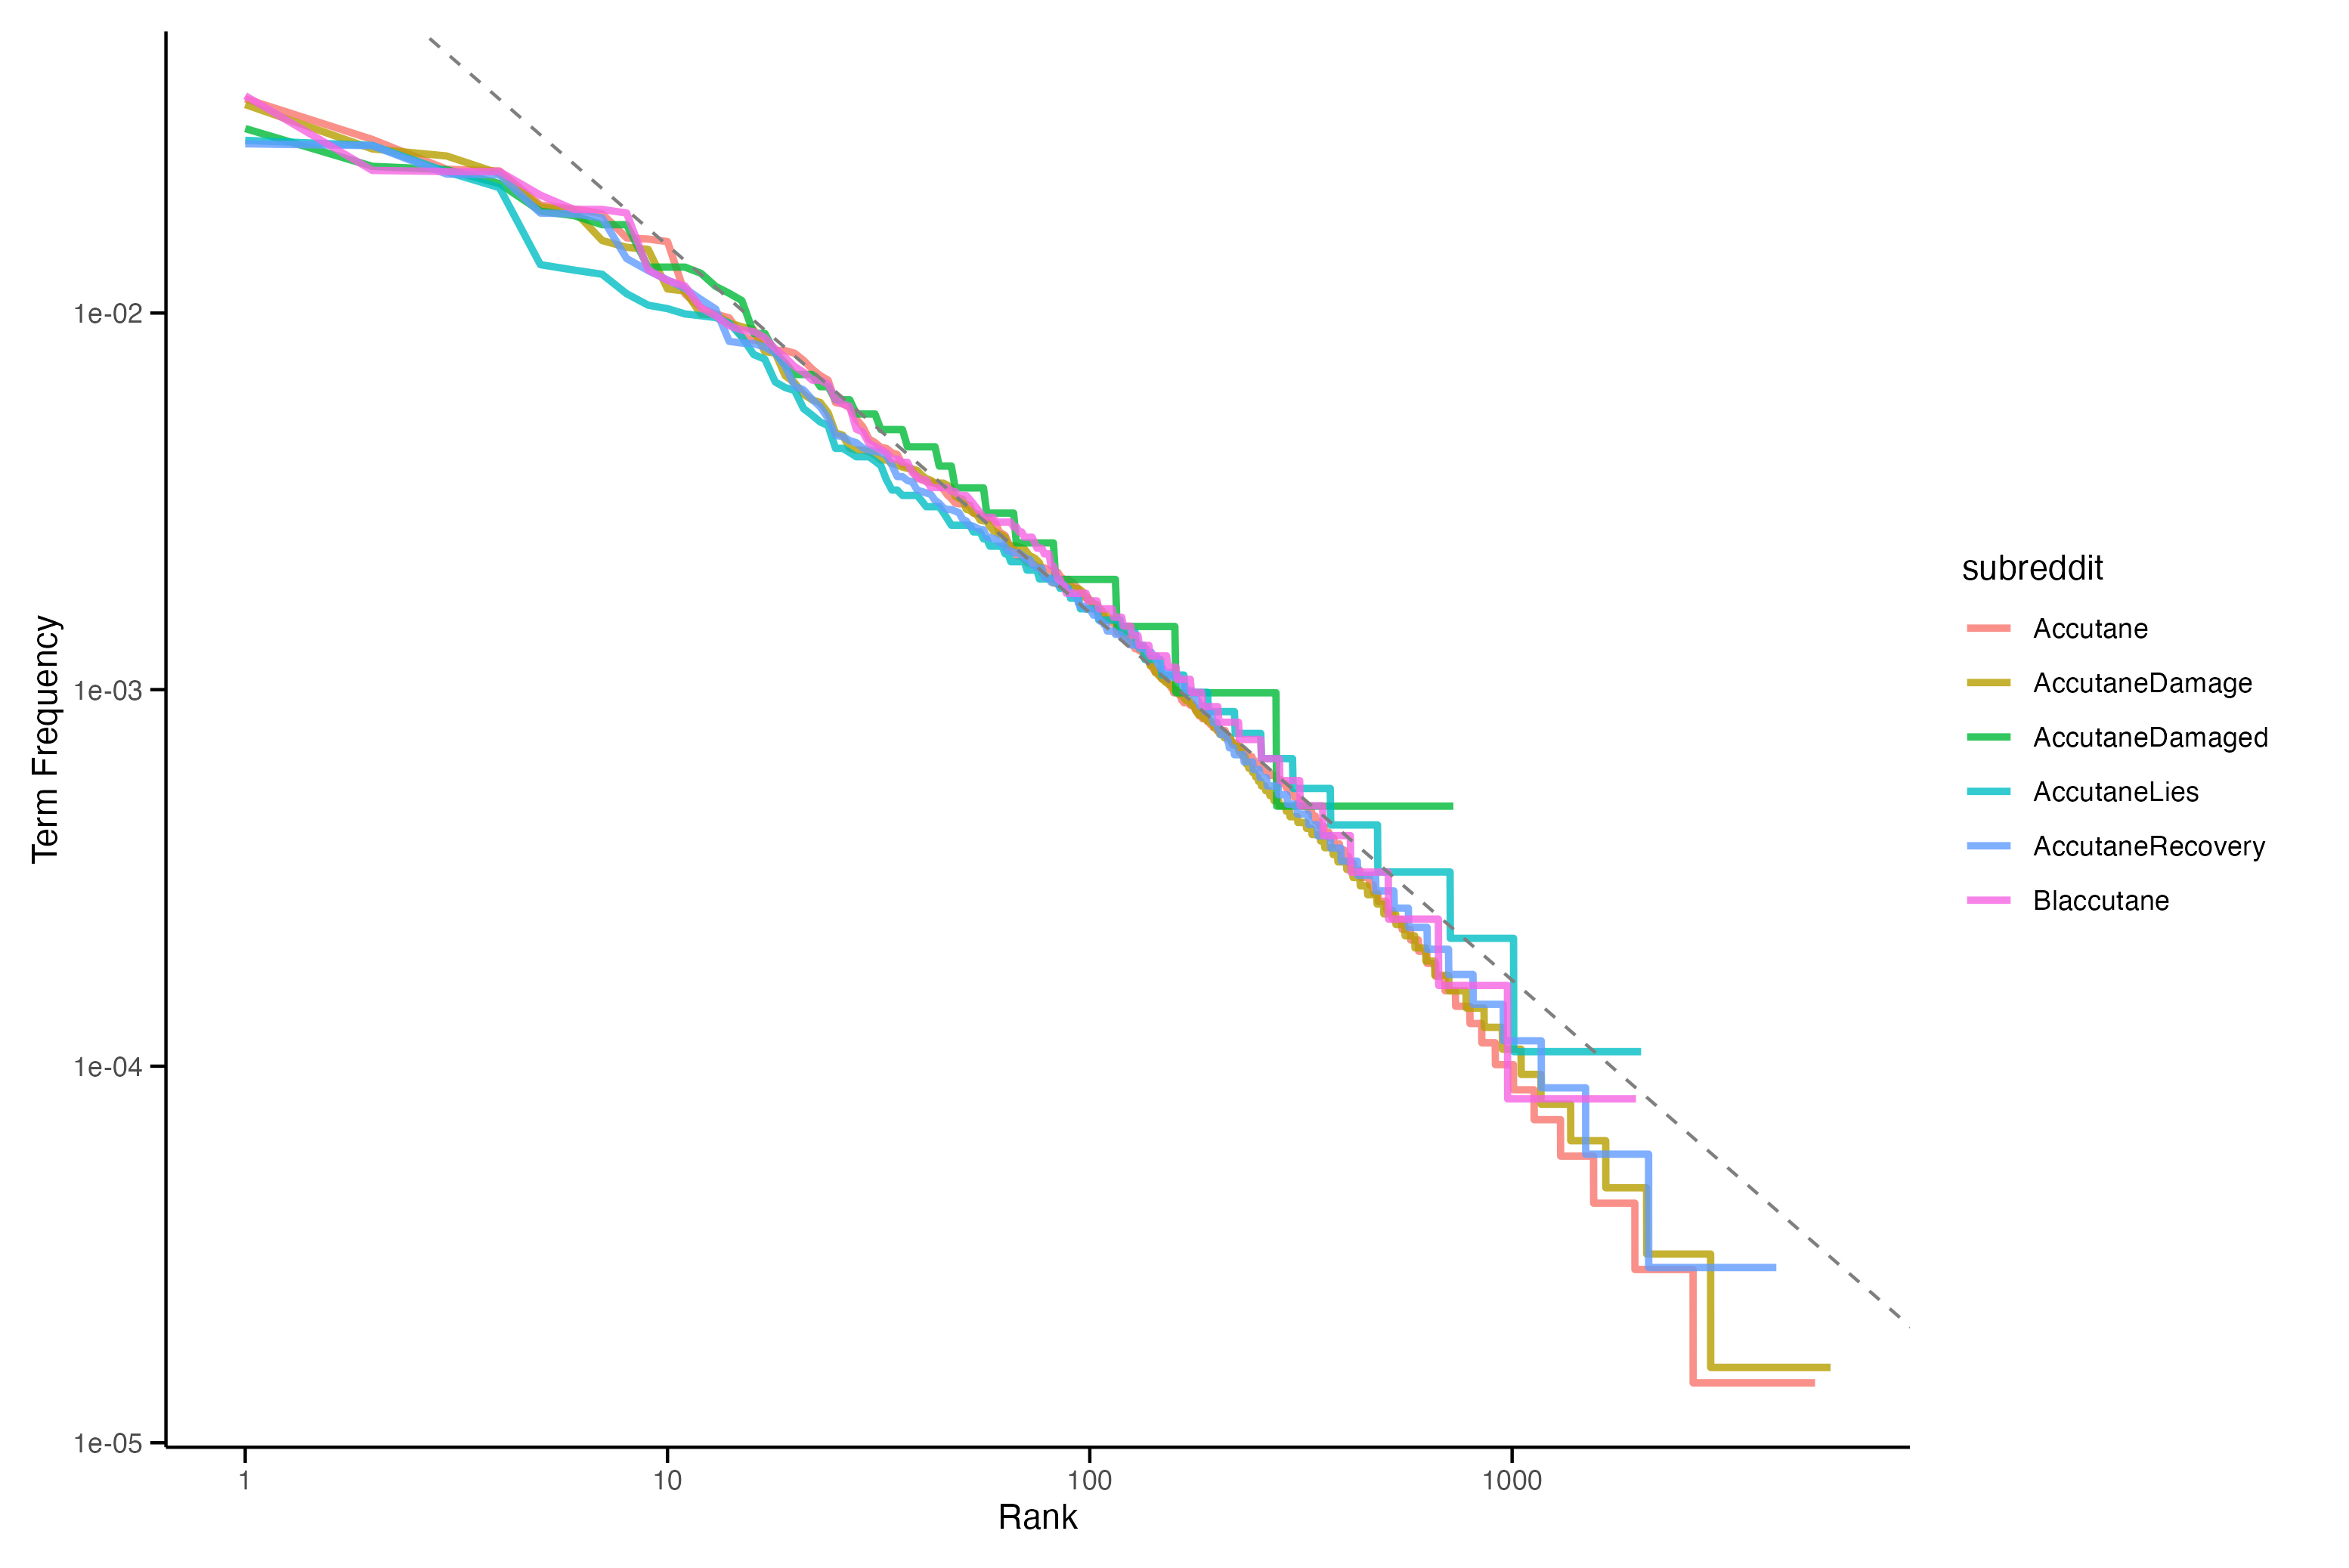 1e-02
1e-03
1e-04
1e-05
Term Frequency
1
10
100
1000
Rank
subreddit
Accutane
AccutaneDamage
AccutaneDamaged
AccutaneLies
AccutaneRecovery
Blaccutane